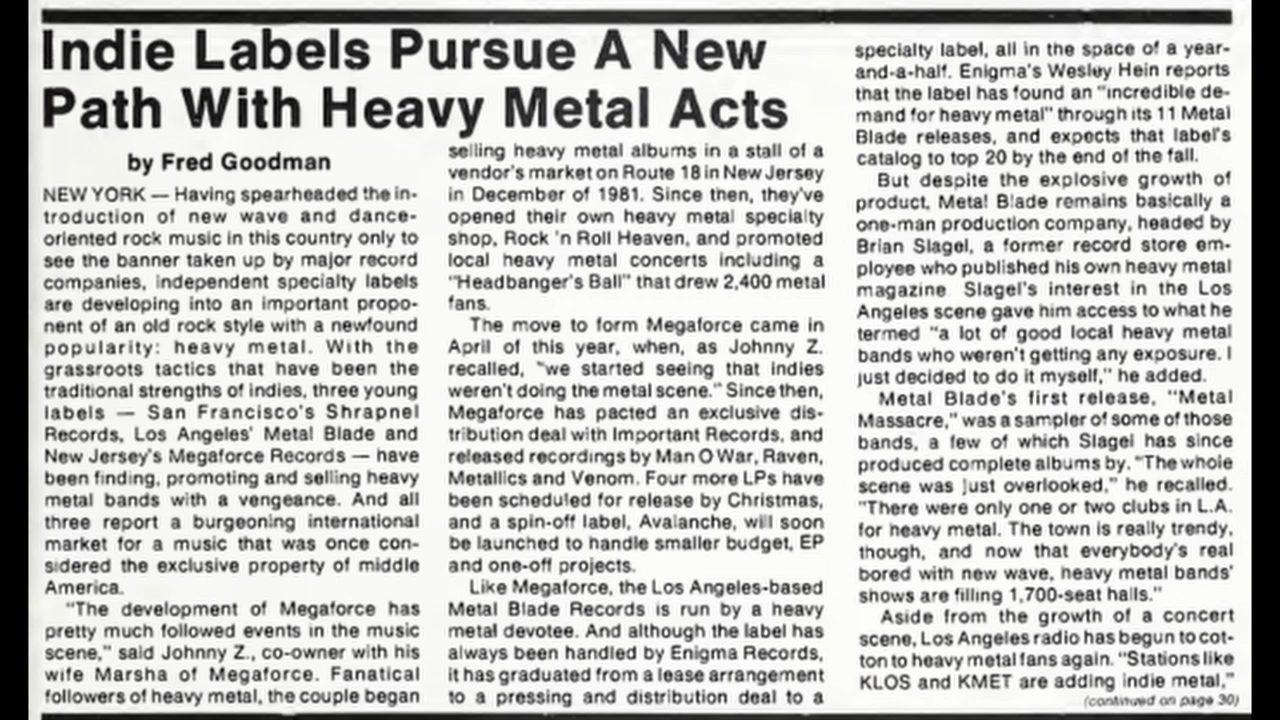 Indie Labels Pursue A New
Path With Heavy Metal Acts
by Fred Goodman
NEW YORK — Having spearheaded the in-
troduction of new wave and dance-
oriented rock music in this country only to
see the banner taken up by major record
companies, independent specialty labels
are developing into an important propo-
nent of an old rock style with a newfound
popularity: heavy metal. With the
grassroots tactics that have been the
traditional strengths of indies, three young
labels — San Francisco's Shrapnel
Records, Los Angeles' Metal Blade and
New Jersey's Megaforce Records — have
been finding, promoting and selling heavy
metal bands with a vengeance. And all
three report a burgeoning international
market for a music that was once con-
sidered the exclusive property of middle
America.
"The development of Megaforce has
pretty much followed events in the music
scene," said Johnny Z., co-owner with his
wife Marsha of Megaforce. Fanatical
followers of heavy metal, the couple began
selling heavy metal albums in a stall of a
vendor's market on Route 18 in New Jersey
in December of 1981. Since then, they've
opened their own heavy metal specialty
shop, Rock 'n Roll Heaven, and promoted
local heavy metal concerts including a
"Headbanger's Ball" that drew 2,400 metal
fans.
The move to form Megaforce came in
April of this year, when, as Johnny Z.
recalled, "we started seeing that indies
weren't doing the metal scene." Since then,
Megaforce has pacted an exclusive dis-
tribution deal with Important Records, and
released recordings by Man O War, Raven,
Metallics and Venom. Four more LPs have
been scheduled for release by Christmas,
and a spin-off label, Avalanche, will soon
be launched to handle smaller budget, EP
and one-off projects.
Like Megaforce, the Los Angeles-based
Metal Blade Records is run by a heavy
metal devotee. And although the label has
always been handled by Enigma Records,
it has graduated from a lease arrangement
to a pressing and distribution deal to a
specialty label, all in the space of a year-
and-a-half. Enigma's Wesley Hein reports
that the label has found an "incredible de-
mand for heavy metal" through its 11 Metal
Blade releases, and expects that label's
catalog to top 20 by the end of the fall.
But despite the explosive growth of
product, Metal Blade remains basically a
one-man production company, headed by
Brian Slagel, a former record store em-
ployee who published his own heavy metal
magazine Slagel's interest in the Los
Angeles scene gave him access to what he
termed "a lot of good local heavy metal
bands who weren't getting any exposure. I
just decided to do it myself," he added.
Metal Blade's first release, "Metal
Massacre," was a sampler of some of those
bands, a few of which Slagel has since
produced complete albums by. "The whole
scene was just overlooked," he recalled.
"There were only one or two clubs in L.A.
for heavy metal. The town is really trendy,
though, and now that everybody's real
bored with new wave, heavy metal bands'
shows are filling 1,700-seat halls."
Aside from the growth of a concert
scene, Los Angeles radio has begun to cot-
ton to heavy metal fans again. "Stations like
KLOS and KMET are adding indie metal,"
(continued on page 30)